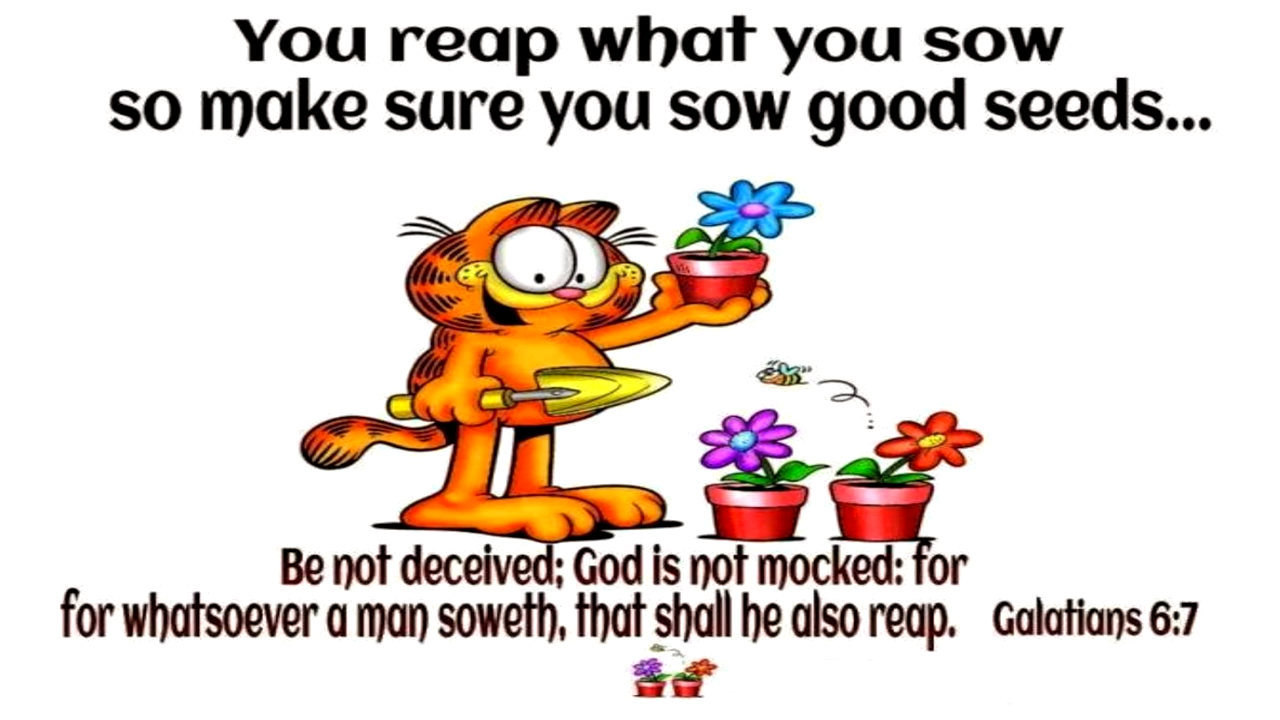 You reap what you sow
so make sure you sow good seeds...
Be not deceived; God is not mocked: for
for whatsoever a man soweth, that shall he also reap. Galatians 6:7